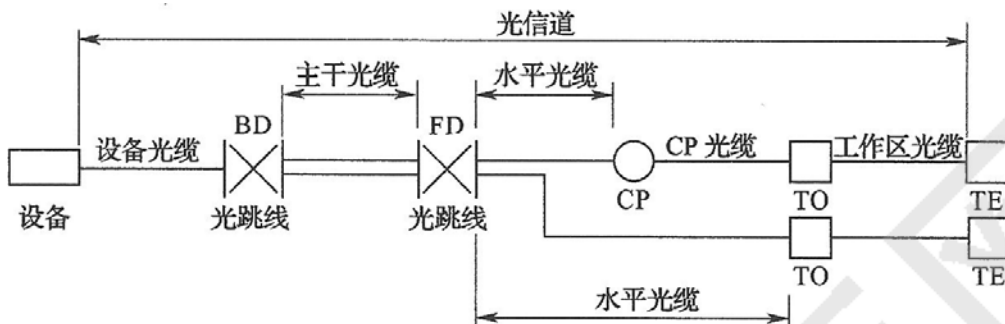 光信道
主干光缆
水平光缆
BD
FD
设备光缆
CP 光缆
工作区光缆
设备
光跳线
光跳线
CP
TO
TE
TO
TE
水平光缆